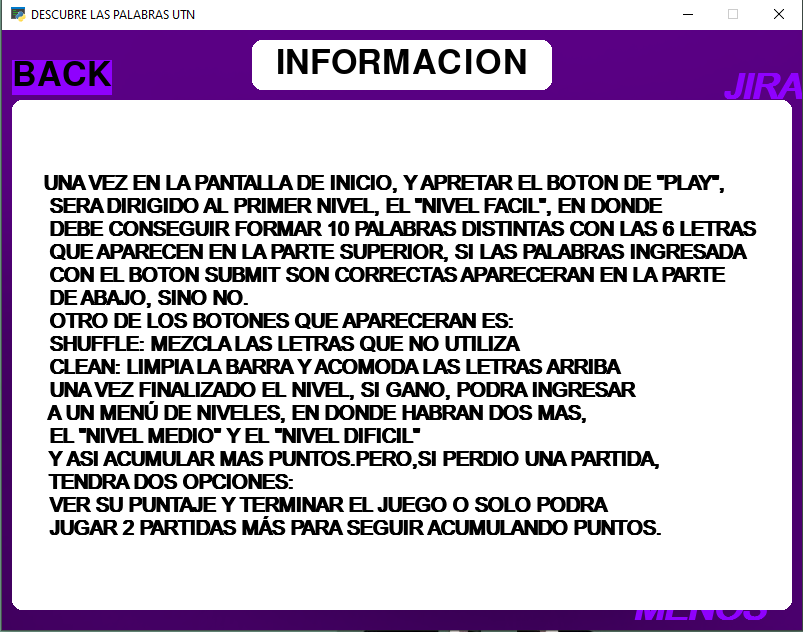 DESCUBRE LAS PALABRAS UTN
INFORMACION
BACK
JIRA
UNA VEZ EN LA PANTALLA DE INICIO, Y APRETAR EL BOTON DE "PLAY",
SERA DIRIGIDO AL PRIMER NIVEL, EL "NIVEL FACIL", EN DONDE
DEBE CONSEGUIR FORMAR 10 PALABRAS DISTINTAS CON LAS 6 LETRAS
QUE APARECEN EN LA PARTE SUPERIOR, SI LAS PALABRAS INGRESADA
CON EL BOTON SUBMIT SON CORRECTAS APARECERAN EN LA PARTE
DE ABAJO, SINO NO.
OTRO DE LOS BOTONES QUE APARECERAN ES:
SHUFFLE: MEZCLA LAS LETRAS QUE NO UTILIZA
CLEAN: LIMPIA LA BARRA Y ACOMODA LAS LETRAS ARRIBA
UNA VEZ FINALIZADO EL NIVEL, SI GANO, PODRA INGRESAR
A UN MENÚ DE NIVELES, EN DONDE HABRAN DOS MAS,
EL "NIVEL MEDIO" Y EL "NIVEL DIFICIL"
Y ASI ACUMULAR MAS PUNTOS.PERO,SI PERDIO UNA PARTIDA,
TENDRA DOS OPCIONES:
VER SU PUNTAJE Y TERMINAR EL JUEGO O SOLO PODRA
JUGAR 2 PARTIDAS MÁS PARA SEGUIR ACUMULANDO PUNTOS.
MENOS